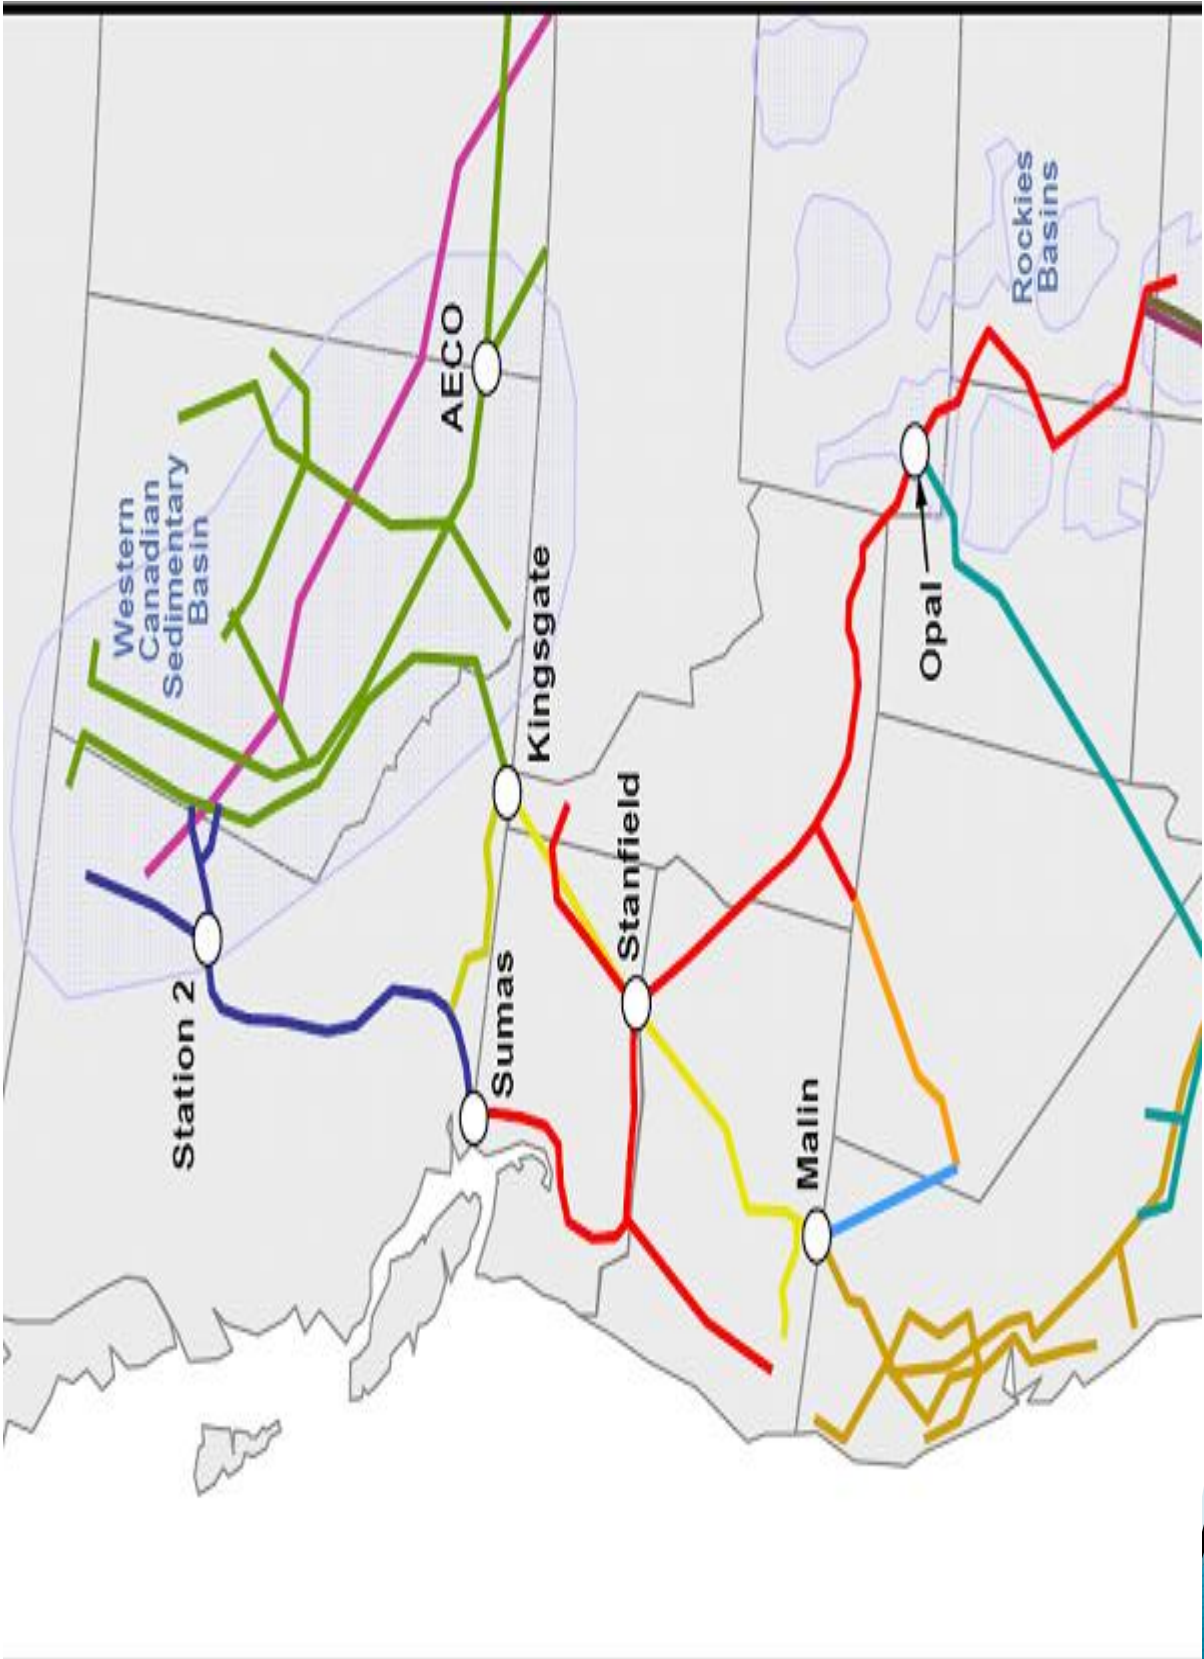 Western
Canadian
Sedimentary
Basin
Station 2
AECO
Kingsgate
Sumas
Stanfield
Malin
Opal
Rockies
Basins